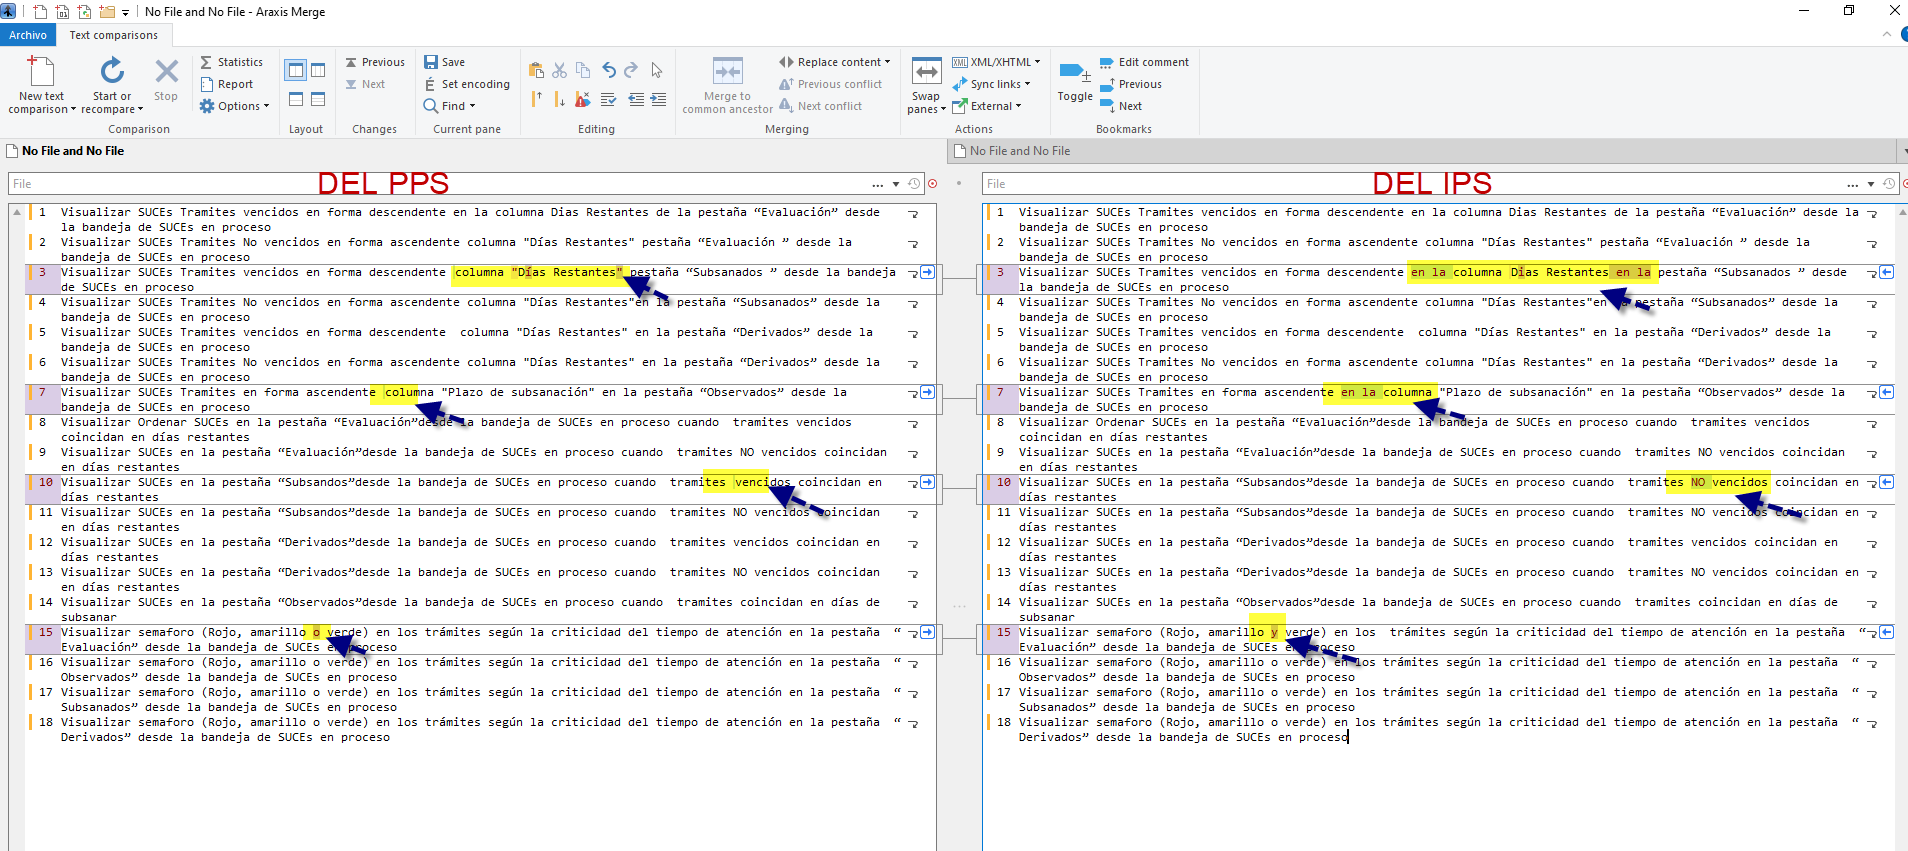 No File and No File - Araxis Merge
Archivo
Text comparisons
New text comparison
Start or recompare
Stop
Statistics
Report
Options
Comparison
Layout
Previous
Next
Changes
Save
Set encoding
Find
Current pane
Editing
Merge to common ancestor
Replace content
Previous conflict
Next conflict
Merging
Swap panes
XML/XHTML
Sync links
External
Actions
Toggle
Edit comment
Previous
Next
Bookmarks
No File and No File
No File and No File
File
DEL PPS
File
DEL IPS
1 Visualizar SUCEs Tramites vencidos en forma descendente en la columna Dias Restantes de la pestaña “Evaluación” desde
la bandeja de SUCEs en proceso
2 Visualizar SUCEs Tramites No vencidos en forma ascendente columna "Días Restantes" pestaña “Evaluación ” desde la
bandeja de SUCEs en proceso
3 Visualizar SUCEs Tramites vencidos en forma descendente columna "Días Restantes" pestaña “Subsanados ” desde la bandeja
de SUCEs en proceso
4 Visualizar SUCEs Tramites No vencidos en forma ascendente columna "Días Restantes"en la pestaña “Subsanados” desde la
bandeja de SUCEs en proceso
5 Visualizar SUCEs Tramites vencidos en forma descendente  columna "Días Restantes" en la pestaña “Derivados” desde la
bandeja de SUCEs en proceso
6 Visualizar SUCEs Tramites No vencidos en forma ascendente columna "Días Restantes" en la pestaña “Derivados” desde la
bandeja de SUCEs en proceso
7 Visualizar SUCEs Tramites en forma ascendente columna "Plazo de subsanación" en la pestaña “Observados” desde la
bandeja de SUCEs en proceso
8 Visualizar Ordenar SUCEs en la pestaña “Evaluación”desde la bandeja de SUCEs en proceso cuando  tramites vencidos
coincidan en días restantes
9 Visualizar SUCEs en la pestaña “Evaluación”desde la bandeja de SUCEs en proceso cuando  tramites NO vencidos coincidan
en días restantes
10 Visualizar SUCEs en la pestaña “Subsandos”desde la bandeja de SUCEs en proceso cuando  tramites vencidos coincidan en
días restantes
11 Visualizar SUCEs en la pestaña “Subsandos”desde la bandeja de SUCEs en proceso cuando  tramites NO vencidos coincidan
en días restantes
12 Visualizar SUCEs en la pestaña “Derivados”desde la bandeja de SUCEs en proceso cuando  tramites vencidos coincidan en
días restantes
13 Visualizar SUCEs en la pestaña “Derivados”desde la bandeja de SUCEs en proceso cuando  tramites NO vencidos coincidan
en días restantes
14 Visualizar SUCEs en la pestaña “Observados”desde la bandeja de SUCEs en proceso cuando  tramites coincidan en días de
subsanar
15 Visualizar semaforo (Rojo, amarillo o verde) en los trámites según la criticidad del tiempo de atención en la pestaña  “
Evaluación” desde la bandeja de SUCEs en proceso
16 Visualizar semaforo (Rojo, amarillo o verde) en los trámites según la criticidad del tiempo de atención en la pestaña  “
Observados” desde la bandeja de SUCEs en proceso
17 Visualizar semaforo (Rojo, amarillo o verde) en los trámites según la criticidad del tiempo de atención en la pestaña  “
Subsanados” desde la bandeja de SUCEs en proceso
18 Visualizar semaforo (Rojo, amarillo o verde) en los trámites según la criticidad del tiempo de atención en la pestaña  “
Derivados” desde la bandeja de SUCEs en proceso
1 Visualizar SUCEs Tramites vencidos en forma descendente en la columna Dias Restantes de la pestaña “Evaluación” desde la
bandeja de SUCEs en proceso
2 Visualizar SUCEs Tramites No vencidos en forma ascendente columna "Días Restantes" pestaña “Evaluación ” desde la
bandeja de SUCEs en proceso
3 Visualizar SUCEs Tramites vencidos en forma descendente en la columna Dias Restantes en la pestaña “Subsanados ” desde
la bandeja de SUCEs en proceso
4 Visualizar SUCEs Tramites No vencidos en forma ascendente columna "Días Restantes"en la pestaña “Subsanados” desde la
bandeja de SUCEs en proceso
5 Visualizar SUCEs Tramites vencidos en forma descendente  columna "Días Restantes" en la pestaña “Derivados” desde la
bandeja de SUCEs en proceso
6 Visualizar SUCEs Tramites No vencidos en forma ascendente columna "Días Restantes" en la pestaña “Derivados” desde la
bandeja de SUCEs en proceso
7 Visualizar SUCEs Tramites en forma ascendente en la columna "Plazo de subsanación" en la pestaña “Observados” desde la
bandeja de SUCEs en proceso
8 Visualizar Ordenar SUCEs en la pestaña “Evaluación”desde la bandeja de SUCEs en proceso cuando  tramites vencidos
coincidan en días restantes
9 Visualizar SUCEs en la pestaña “Evaluación”desde la bandeja de SUCEs en proceso cuando  tramites NO vencidos coincidan
en días restantes
10 Visualizar SUCEs en la pestaña “Subsandos”desde la bandeja de SUCEs en proceso cuando  tramites NO vencidos coincidan en
días restantes
11 Visualizar SUCEs en la pestaña “Subsandos”desde la bandeja de SUCEs en proceso cuando  tramites NO vencidos coincidan
en días restantes
12 Visualizar SUCEs en la pestaña “Derivados”desde la bandeja de SUCEs en proceso cuando  tramites vencidos coincidan en
días restantes
13 Visualizar SUCEs en la pestaña “Derivados”desde la bandeja de SUCEs en proceso cuando  tramites NO vencidos coincidan en
días restantes
14 Visualizar SUCEs en la pestaña “Observados”desde la bandeja de SUCEs en proceso cuando  tramites coincidan en días de
subsanar
15 Visualizar semaforo (Rojo, amarillo y verde) en los  trámites según la criticidad del tiempo de atención en la pestaña  “
Evaluación” desde la bandeja de SUCEs en proceso
16 Visualizar semaforo (Rojo, amarillo o verde) en los trámites según la criticidad del tiempo de atención en la pestaña  “
Observados” desde la bandeja de SUCEs en proceso
17 Visualizar semaforo (Rojo, amarillo o verde) en los trámites según la criticidad del tiempo de atención en la pestaña  “
Subsanados” desde la bandeja de SUCEs en proceso
18 Visualizar semaforo (Rojo, amarillo o verde) en los trámites según la criticidad del tiempo de atención en la pestaña  “
Derivados” desde la bandeja de SUCEs en proceso